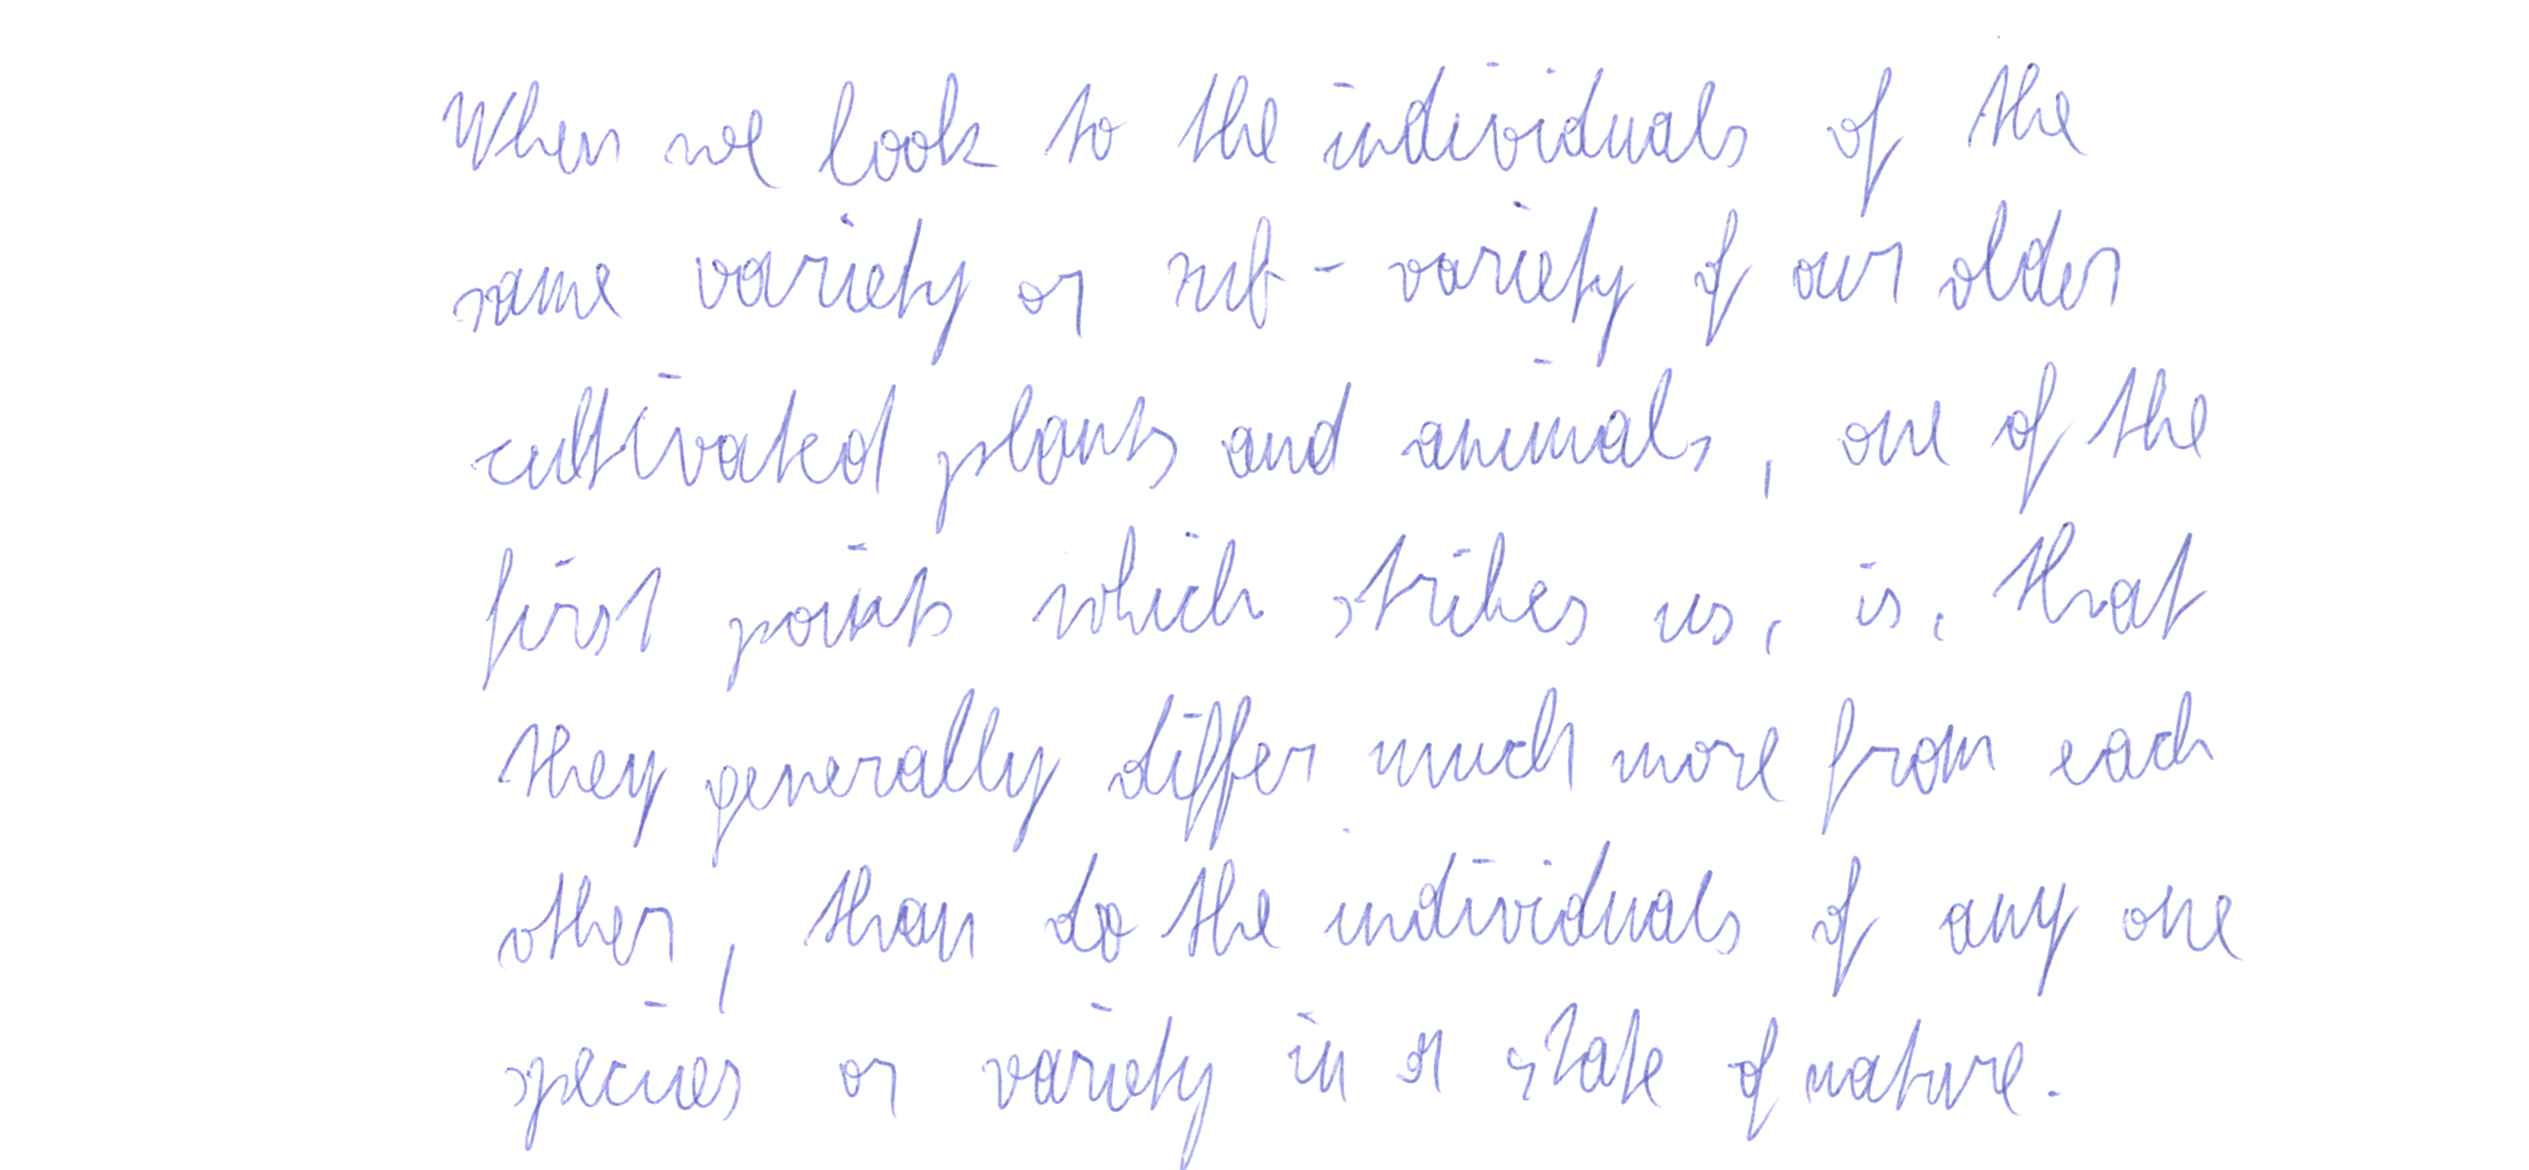 When we look to the individuals of the
same variety or sub-variety of our older
cultivated plants and animals, one of the
first points which strikes us, is, that
they generally differ much more from each
other, than do the individuals of any one
species or variety in a state of nature.